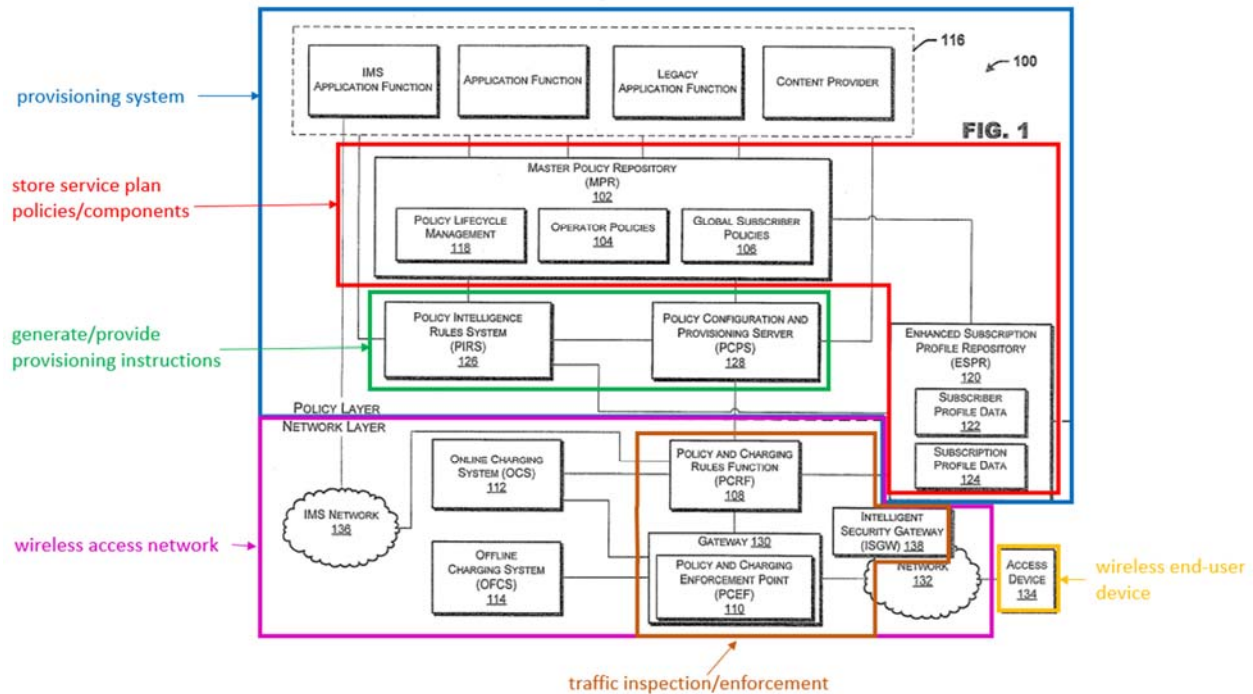 116
100
IMS
APPLICATION FUNCTION
APPLICATION FUNCTION
LEGACY
APPLICATION FUNCTION
CONTENT PROVIDER
provisioning system
FIG. 1
MASTER POLICY REPOSITORY
(MPR)
102
store service plan
policies/components
POLICY LIFECYCLE
MANAGEMENT
118
OPERATOR POLICIES
104
GLOBAL SUBSCRIBER
POLICIES
106
generate/provide
provisioning instructions
POLICY INTELLIGENCE
RULES SYSTEM
(PIRS)
126
POLICY CONFIGURATION AND
PROVISIONING SERVER
(PCPS)
128
ENHANCED SUBSCRIPTION
PROFILE REPOSITORY
(ESPR)
120
SUBSCRIBER
PROFILE DATA
122
SUBSCRIPTION
PROFILE DATA
124
POLICY LAYER
NETWORK LAYER
ONLINE CHARGING
SYSTEM (OCS)
112
POLICY AND CHARGING
RULES FUNCTION
(PCRF)
108
IMS NETWORK
136
INTELLIGENT
SECURITY GATEWAY
(ISGW) 138
wireless access network
OFFLINE
CHARGING SYSTEM
(OFCS)
114
GATEWAY 130
POLICY AND CHARGING
ENFORCEMENT POINT
(PCEF)
110
NETWORK
132
ACCESS
DEVICE
134
wireless end-user
device
traffic inspection/enforcement